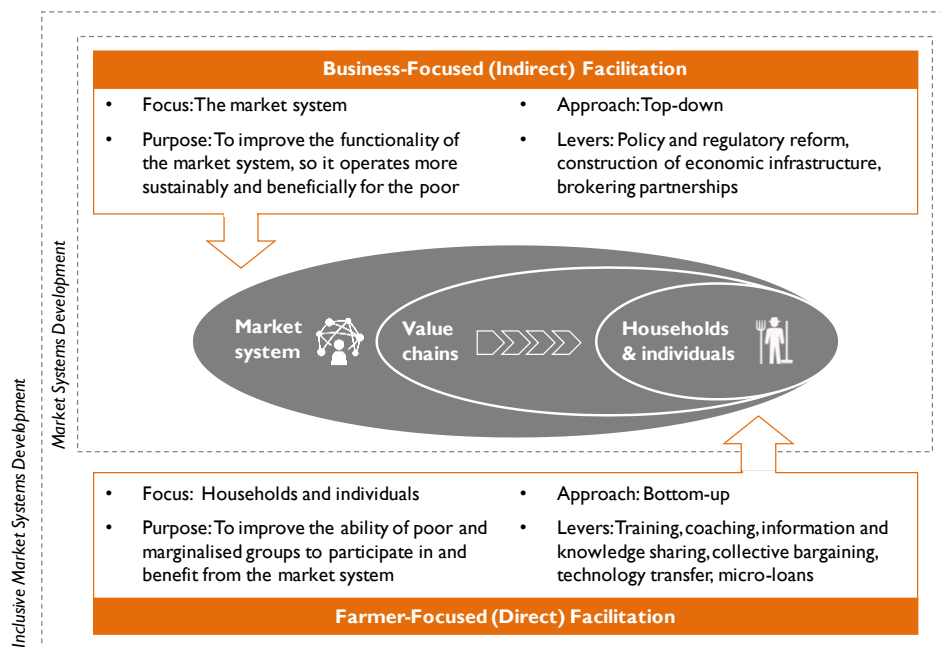 Business-Focused (Indirect) Facilitation
• Focus: The market system
• Purpose: To improve the functionality of
the market system, so it operates more
sustainably and beneficially for the poor
• Approach: Top-down
• Levers: Policy and regulatory reform,
construction of economic infrastructure,
brokering partnerships
Market Systems Development
Inclusive Market Systems Development
Market
system
Value
chains
Households
& individuals
• Focus: Households and individuals
• Purpose: To improve the ability of poor and
marginalised groups to participate in and
benefit from the market system
• Approach: Bottom-up
• Levers: Training, coaching, information and
knowledge sharing, collective bargaining,
technology transfer, micro-loans
Farmer-Focused (Direct) Facilitation